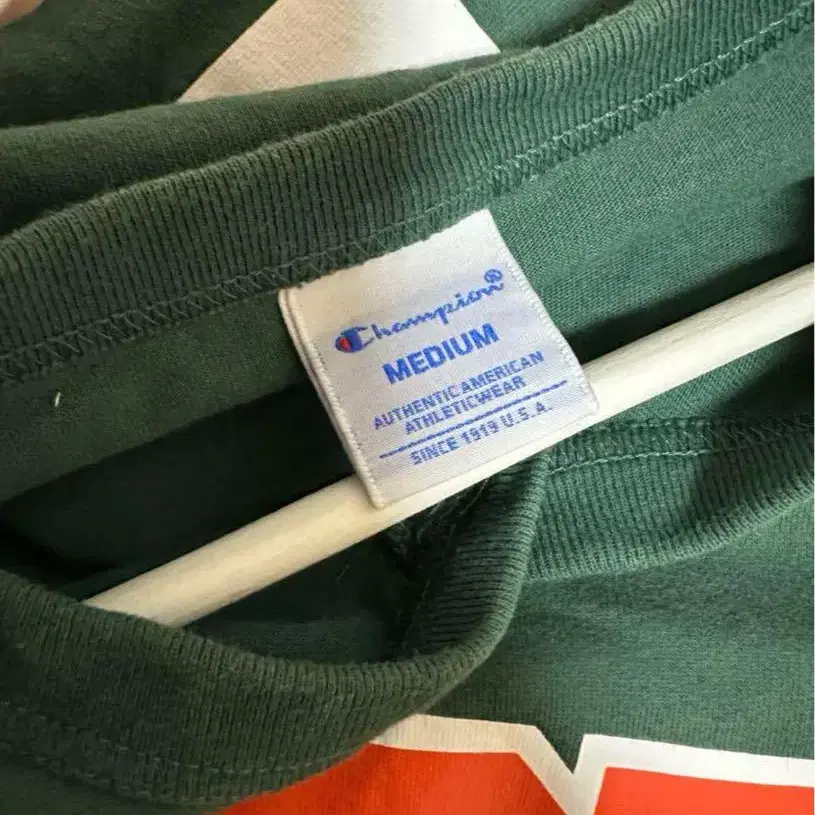 Champion®
MEDIUM
AUTHENTIC AMERICAN
ATHLETICWEAR
SINCE 1919 U.S.A.